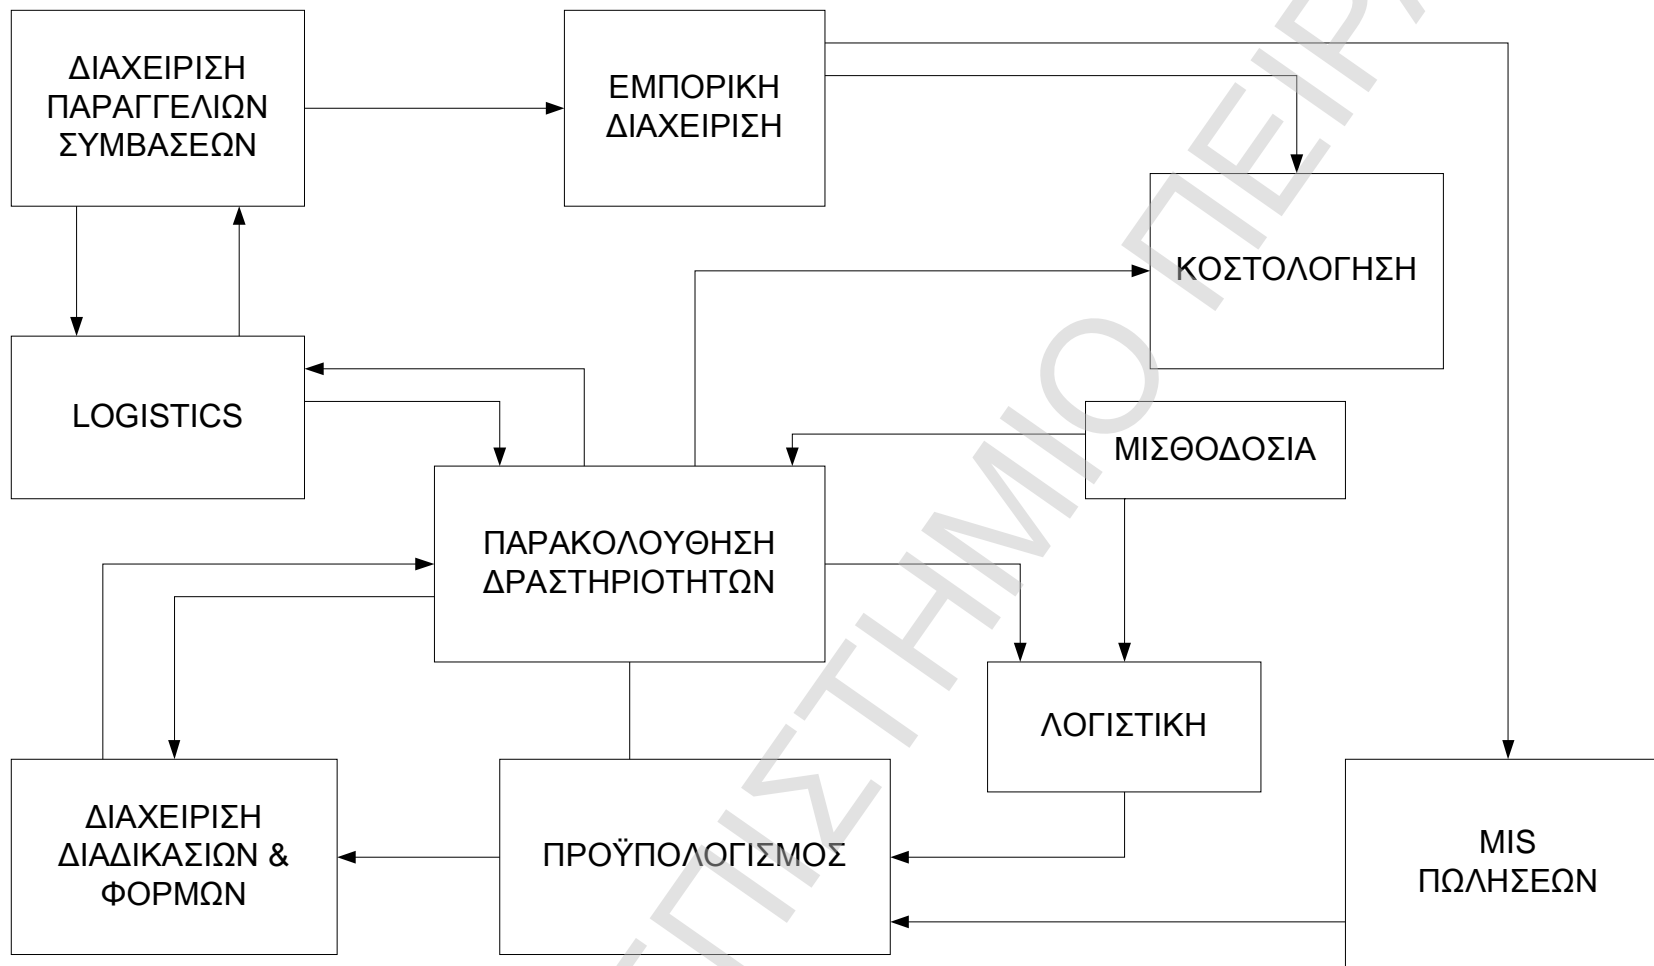 ΔΙΑΧΕΙΡΙΣΗ
ΠΑΡΑΓΓΕΛΙΩΝ
ΣΥΜΒΑΣΕΩΝ
ΕΜΠΟΡΙΚΗ
ΔΙΑΧΕΙΡΙΣΗ
ΚΟΣΤΟΛΟΓΗΣΗ
LOGISTICS
ΜΙΣΘΟΔΟΣΙΑ
ΠΑΡΑΚΟΛΟΥΘΗΣΗ
ΔΡΑΣΤΗΡΙΟΤΗΤΩΝ
ΛΟΓΙΣΤΙΚΗ
ΔΙΑΧΕΙΡΙΣΗ
ΔΙΑΔΙΚΑΣΙΩΝ &
ΦΟΡΜΩΝ
ΠΡΟΫΠΟΛΟΓΙΣΜΟΣ
MIS
ΠΩΛΗΣΕΩΝ